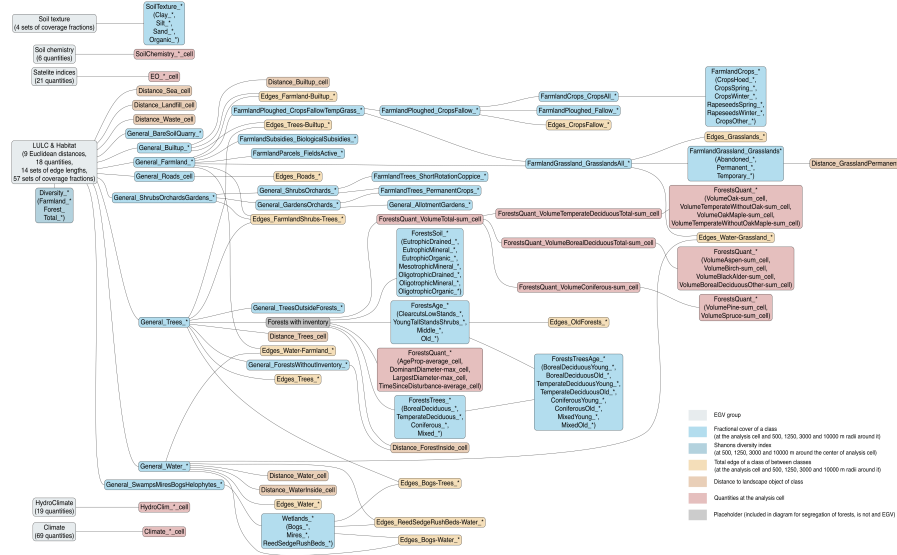 Soil texture
(4 sets of coverage fractions)
SoilTexture_*
(Clay_*,
Silt_*,
Sand_*,
Organic_*)
Soil chemistry
(6 quantities)
SoilChemistry_*_cell
Satelite indices
(21 quantities)
EO_*_cell
LULC & Habitat
(9 Euclidean distances,
18 quantities,
14 sets of edge lengths,
57 sets of coverage fractions)
Diversity_*
(Farmland_*
Forest_
Total_*)
Distance_Sea_cell
Distance_Landfill_cell
Distance_Waste_cell
General_BareSoilQuarry_*
General_Builtup_*
General_Farmland_*
General_Roads_cell
General_ShrubsOrchardsGardens_*
General_Trees_*
General_Water_*
General_SwampsMiresBogsHelophytes_*
HydroClimate
(19 quantities)
HydroClim_*_cell
Climate
(69 quantities)
Climate_*_cell
Distance_Builtup_cell
Edges_Farmland-Builtup_*
FarmlandPloughed_CropsFallowTempGrass_*
Edges_Trees-Builtup_*
FarmlandSubsidies_BiologicalSubsidies_*
FarmlandParcels_FieldsActive_*
Edges_Roads_*
General_ShrubsOrchards_*
General_GardensOrchards_*
Edges_FarmlandShrubs-Trees_*
General_TreesOutsideForests_*
Forests with inventory
Distance_Trees_cell
Edges_Water-Farmland_*
General_ForestsWithoutInventory_*
Edges_Trees_*
Distance_Water_cell
Distance_WaterInside_cell
Edges_Water_*
Wetlands_*
(Bogs_*,
Mires_*,
ReedSedgeRushBeds_*)
FarmlandPloughed_CropsFallow_*
FarmlandTrees_ShortRotationCoppice_*
FarmlandTrees_PermanentCrops_*
General_AllotmentGardens_*
ForestsQuant_VolumeTotal-sum_cell
ForestsSoil_*
(EutrophicDrained_*,
EutrophicMineral_*,
EutrophicOrganic_*,
MesotrophicMineral_*,
OligotrophicDrained_*,
OligotrophicMineral_*,
OligotrophicOrganic_*)
ForestsAge_*
(ClearcutsLowStands_*,
YoungTallStandsShrubs_*,
Middle_*,
Old_*)
ForestsQuant_*
(AgeProp-average_cell,
DominantDiameter-max_cell,
LargestDiameter-max_cell,
TimeSinceDisturbance-average_cell)
ForestsTrees_*
(BorealDeciduous_*,
TemperateDeciduous_*,
Coniferous_*,
Mixed_*)
Distance_ForestInside_cell
Edges_Bogs-Trees_*
Edges_ReedSedgeRushBeds-Water_*
Edges_Bogs-Water_*
FarmlandCrops_CropsAll_*
FarmlandPloughed_Fallow_*
Edges_CropsFallow_*
FarmlandGrassland_GrasslandsAll_*
ForestsQuant_VolumeTemperateDeciduousTotal-sum_cell
ForestsQuant_VolumeBorealDeciduousTotal-sum_cell
ForestsQuant_VolumeConiferous-sum_cell
Edges_OldForests_*
ForestsTreesAge_*
(BorealDeciduousYoung_*,
BorealDeciduousOld_*,
TemperateDeciduousYoung_*,
TemperateDeciduousOld_*,
ConiferousYoung_*,
ConiferousOld_*,
MixedYoung_*,
MixedOld_*)
FarmlandCrops_*
(CropsHoed_*,
CropsSpring_*,
CropsWinter_*,
RapeseedsSpring_*,
RapeseedsWinter_*,
CropsOther_*)
Edges_Grasslands_*
FarmlandGrassland_Grasslands*
(Abandoned_*,
Permanent_*,
Temporary_*)
Distance_GrasslandPermanen
ForestsQuant_*
(VolumeOak-sum_cell,
VolumeTemperateWithoutOak-sum_cell,
VolumeOakMaple-sum_cell,
VolumeTemperateWithoutOakMaple-sum_cell)
Edges_Water-Grassland_*
ForestsQuant_*
(VolumeAspen-sum_cell,
VolumeBirch-sum_cell,
VolumeBlackAlder-sum_cell,
VolumeBorealDeciduousOther-sum_cell)
ForestsQuant_*
(VolumePine-sum_cell,
VolumeSpruce-sum_cell)
EGV group
Fractional cover of a class
(at the analysis cell and 500, 1250, 3000 and 10000 m radii around it)
Shanons diversity index
(at 500, 1250, 3000 and 10000 m around the center of analysis cell)
Total edge of a class of between classes
(at the analysis cell and 500, 1250, 3000 and 10000 m radii around it)
Distance to landscape object of class
Quantities at the analysis cell
Placeholder (included in diagram for segregation of forests, is not and EGV)